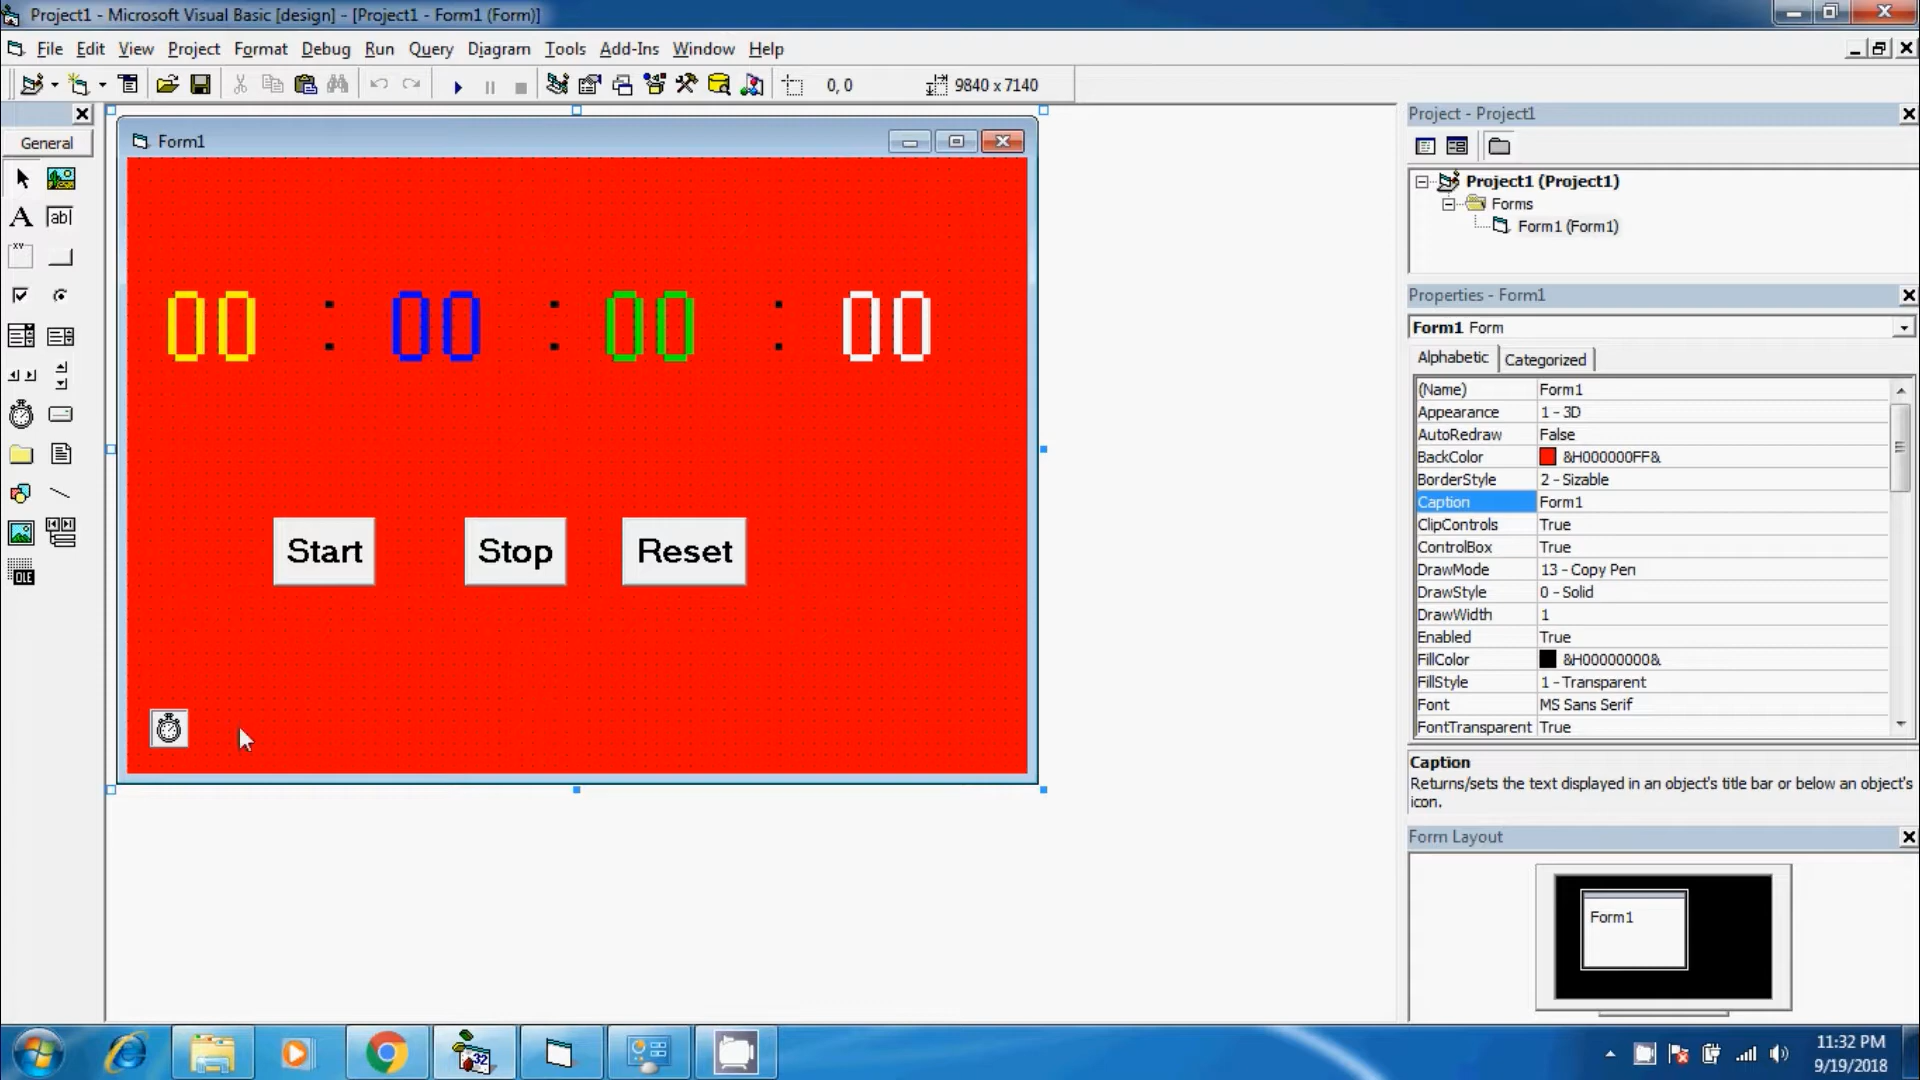 Project1 - Microsoft Visual Basic [design] - [Project1 - Form1 (Form)]
File Edit View Project Format Debug Run Query Diagram Tools Add-Ins Window Help
0, 0 9840 x 7140
General
A ab|
XY
OLE
Form1
00 : 00 : 00 : 00
Start Stop Reset
Project - Project1
Project1 (Project1)
Forms
Form1 (Form1)
Properties - Form1
Form1 Form
Alphabetic Categorized
(Name) Form1
Appearance 1 - 3D
AutoRedraw False
BackColor &H000000FF&
BorderStyle 2 - Sizable
Caption Form1
ClipControls True
ControlBox True
DrawMode 13 - Copy Pen
DrawStyle 0 - Solid
DrawWidth 1
Enabled True
FillColor &H00000000&
FillStyle 1 - Transparent
Font MS Sans Serif
FontTransparent True
Caption
Returns/sets the text displayed in an object's title bar or below an object's
icon.
Form Layout
Form1
32
11:32 PM
9/19/2018